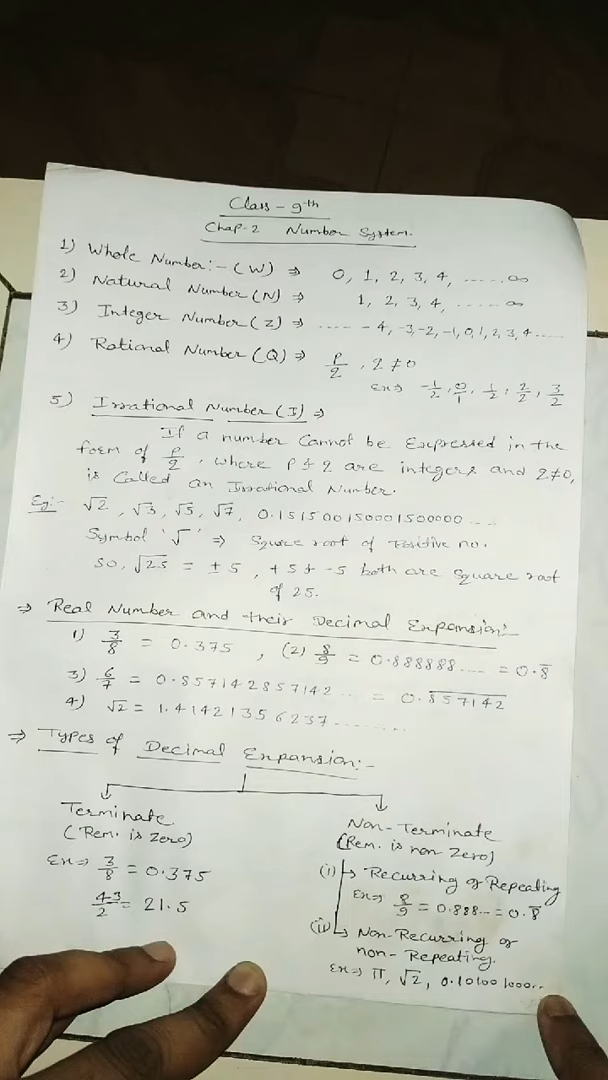 Class - 9th
Chap-2 Number System.
1) Whole Number:- (W) ⇒ 0, 1, 2, 3, 4, ..... ∞
2) Natural Number (N) ⇒ 1, 2, 3, 4, ...... ∞
3) Integer Number (Z) ⇒ ..... -4, -3, -2, -1, 0, 1, 2, 3, 4 .....
4) Rational Number (Q) ⇒ p/q, q ≠ 0
Ex ⇒ -1/2, 0/1, 1/2, 2/2, 3/2
5) Irrational Number (I) ⇒
If a number Cannot be Expressed in the
form of p/q, where p & q are integers and q ≠ 0,
is Called an Irrational Number.
Eg:- √2, √3, √5, √7, 0.151500150001500000 ....
Symbol '√' ⇒ Square root of Positive no.
So, √25 = ± 5, +5 & -5 both are Square root
of 25.
⇒ Real Number and their Decimal Expansion:-
1) 3/8 = 0.375, (2) 8/9 = 0.888888.... = 0.8̅
3) 6/7 = 0.857142857142 ... = 0.8̅5̅7̅1̅4̅2̅
4) √2 = 1.41421356237........
⇒ Types of Decimal Expansion:-
Terminate
(Rem. is Zero)
Ex ⇒ 3/8 = 0.375
43/2 = 21.5
Non-Terminate
(Rem. is non Zero)
(i) ↳ Recurring or Repeating
Ex ⇒ 8/9 = 0.888.. = 0.8̅
(ii) ↳ Non-Recurring or
non-Repeating.
Ex ⇒ π, √2, 0.101001000..